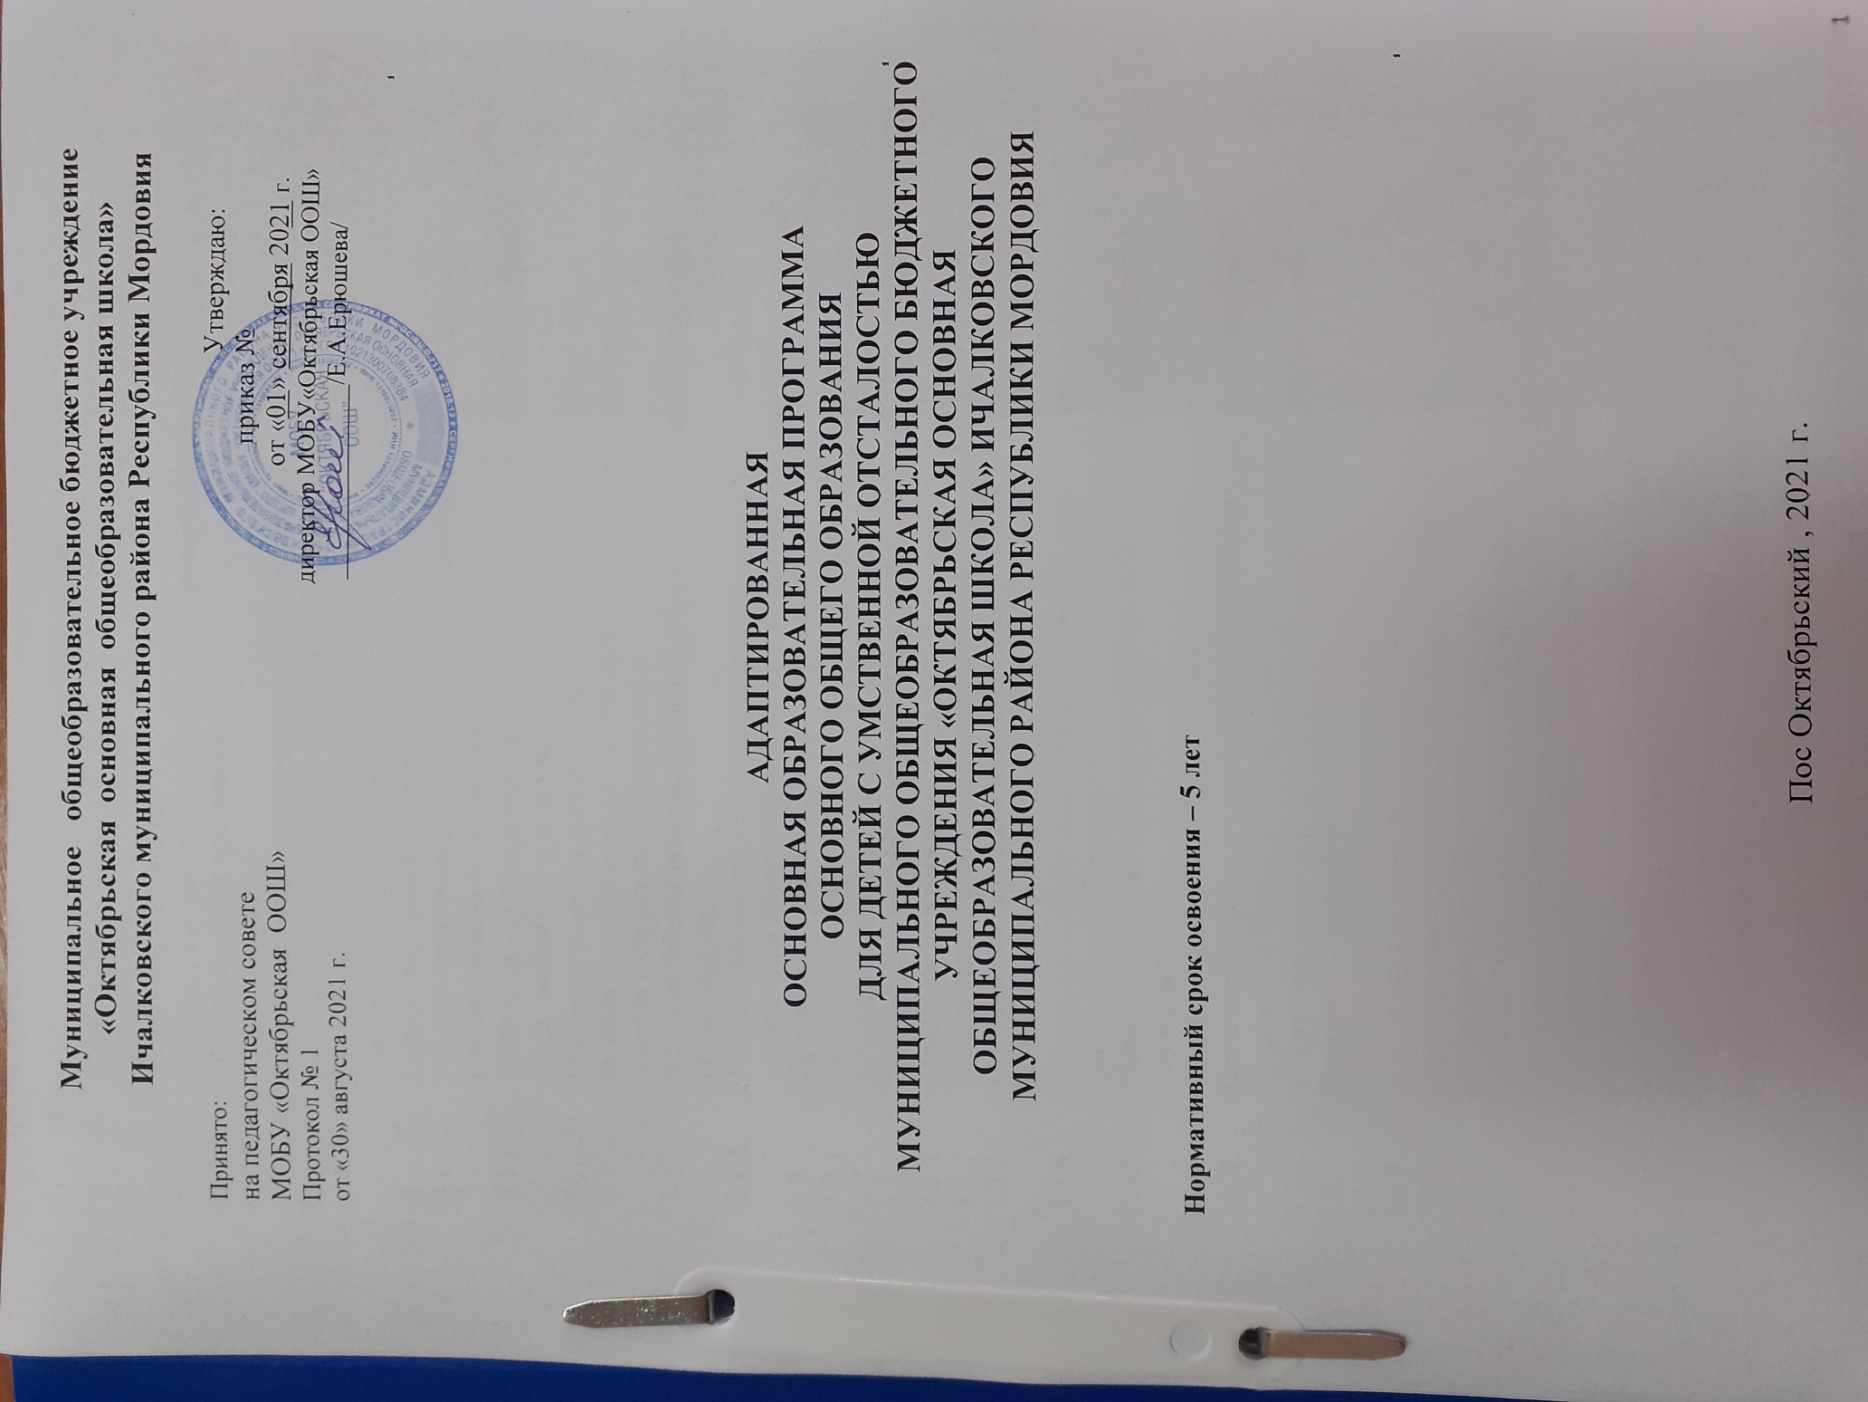 Муниципальное общеобразовательное бюджетное учреждение
«Октябрьская основная общеобразовательная школа»
Ичалковского муниципального района Республики Мордовия
Принято:
на педагогическом совете
МОБУ «Октябрьская ООШ»
Протокол № 1
от «30» августа 2021 г.
Утверждаю:
приказ №
от «01» сентября 2021 г.
директор МОБУ«Октябрьская ООШ»
/Е.А.Ерюшева/
АДАПТИРОВАННАЯ
ОСНОВНАЯ ОБРАЗОВАТЕЛЬНАЯ ПРОГРАММА
ОСНОВНОГО ОБЩЕГО ОБРАЗОВАНИЯ
ДЛЯ ДЕТЕЙ С УМСТВЕННОЙ ОТСТАЛОСТЬЮ
МУНИЦИПАЛЬНОГО ОБЩЕОБРАЗОВАТЕЛЬНОГО БЮДЖЕТНОГО
УЧРЕЖДЕНИЯ «ОКТЯБРЬСКАЯ ОСНОВНАЯ
ОБЩЕОБРАЗОВАТЕЛЬНАЯ ШКОЛА» ИЧАЛКОВСКОГО
МУНИЦИПАЛЬНОГО РАЙОНА РЕСПУБЛИКИ МОРДОВИЯ
Нормативный срок освоения – 5 лет
Пос Октябрьский , 2021 г.
1